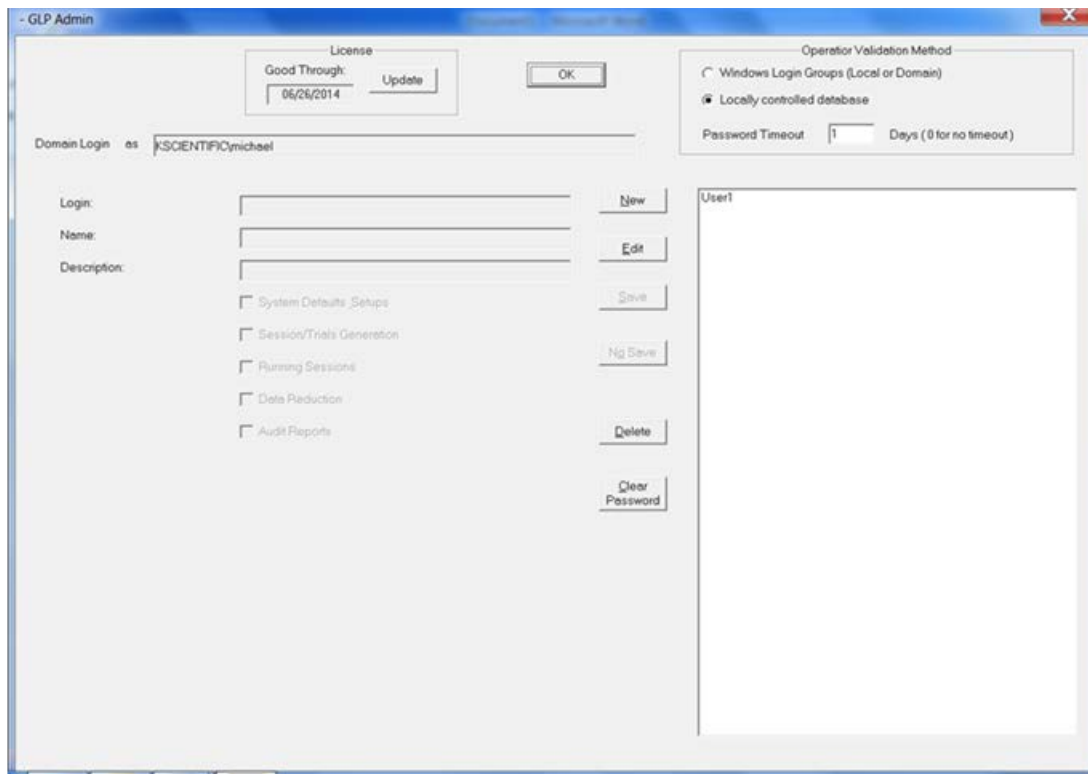 - GLP Admin
License
Good Through:
06/26/2014
Update
OK
Operator Validation Method
Windows Login Groups (Local or Domain)
Locally controlled database
Password Timeout 1 Days ( 0 for no timeout )
Domain Login as KSCIENTIFIC\michael
Login:
Name:
Description:
System Defaults ,Setups
Session/Trials Generation
Running Sessions
Data Reduction
Audit Reports
New
Edit
Save
No Save
Delete
Clear
Password
User1